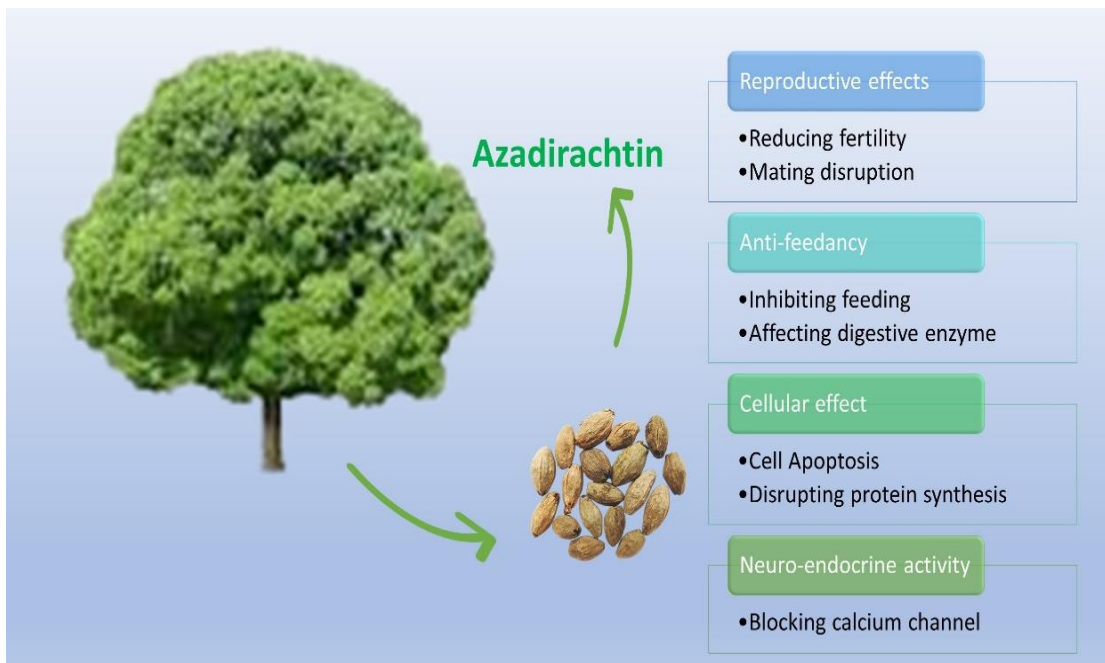 Azadirachtin
Reproductive effects
•Reducing fertility
•Mating disruption
Anti-feedancy
•Inhibiting feeding
•Affecting digestive enzyme
Cellular effect
•Cell Apoptosis
•Disrupting protein synthesis
Neuro-endocrine activity
•Blocking calcium channel